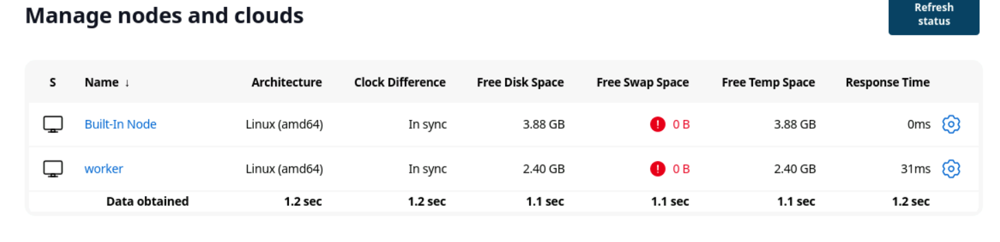 Manage nodes and clouds
Refresh
status
S Name ↓ Architecture Clock Difference Free Disk Space Free Swap Space Free Temp Space Response Time
Built-In Node Linux (amd64) In sync 3.88 GB ! 0 B 3.88 GB 0ms
worker Linux (amd64) In sync 2.40 GB ! 0 B 2.40 GB 31ms
Data obtained 1.2 sec 1.2 sec 1.1 sec 1.1 sec 1.1 sec 1.2 sec